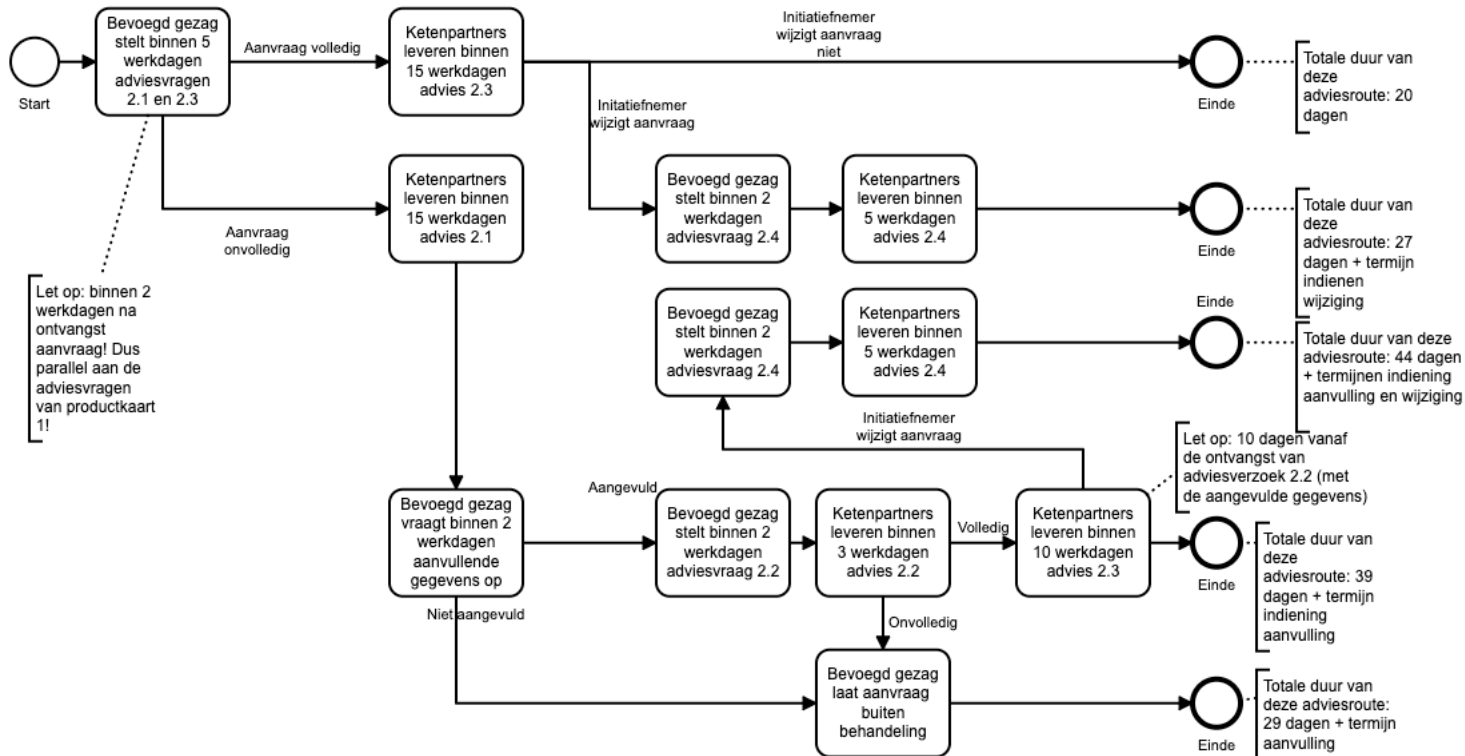 Start
Bevoegd gezag
stelt binnen 5
werkdagen
adviesvragen
2.1 en 2.3
Aanvraag volledig
Ketenpartners
leveren binnen
15 werkdagen
advies 2.3
Initiatiefnemer
wijzigt aanvraag
niet
Einde
Totale duur van
deze
adviesroute: 20
dagen
Initatiefnemer
wijzigt aanvraag
Aanvraag
onvolledig
Ketenpartners
leveren binnen
15 werkdagen
advies 2.1
Bevoegd gezag
stelt binnen 2
werkdagen
adviesvraag 2.4
Ketenpartners
leveren binnen
5 werkdagen
advies 2.4
Einde
Totale duur van
deze
adviesroute: 27
dagen + termijn
indienen
wijziging
Let op: binnen 2
werkdagen na
ontvangst
aanvraag! Dus
parallel aan de
adviesvragen
van productkaart
1!
Bevoegd gezag
stelt binnen 2
werkdagen
adviesvraag 2.4
Ketenpartners
leveren binnen
5 werkdagen
advies 2.4
Einde
Totale duur van deze
adviesroute: 44 dagen
+ termijnen indiening
aanvulling en wijziging
Initiatiefnemer
wijzigt aanvraag
Let op: 10 dagen vanaf
de ontvangst van
adviesverzoek 2.2 (met
de aangevulde gegevens)
Bevoegd gezag
vraagt binnen 2
werkdagen
aanvullende
gegevens op
Aangevuld
Bevoegd gezag
stelt binnen 2
werkdagen
adviesvraag 2.2
Ketenpartners
leveren binnen
3 werkdagen
advies 2.2
Volledig
Ketenpartners
leveren binnen
10 werkdagen
advies 2.3
Einde
Totale duur van
deze
adviesroute: 39
dagen + termijn
indiening
aanvulling
Niet aangevuld
Onvolledig
Bevoegd gezag
laat aanvraag
buiten
behandeling
Einde
Totale duur van
deze adviesroute:
29 dagen + termijn
aanvulling